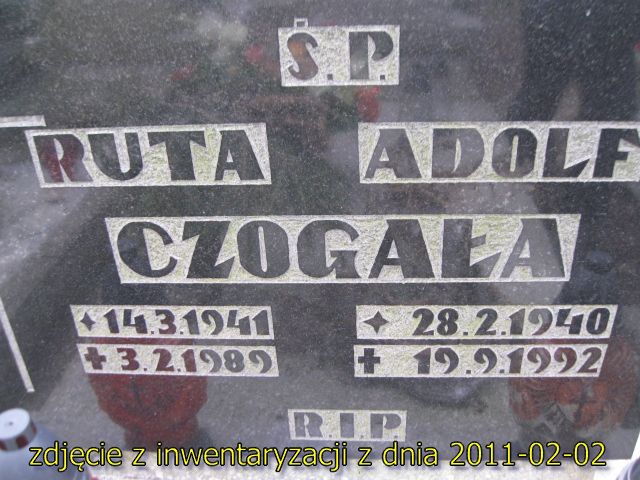 Ś.P.
RUTA ADOLF
CZOGAŁA
14.3.1941 28.2.1940
3.2.1989 19.9.1992
R.I.P.
zdjęcie z inwentaryzacji z dnia 2011-02-02